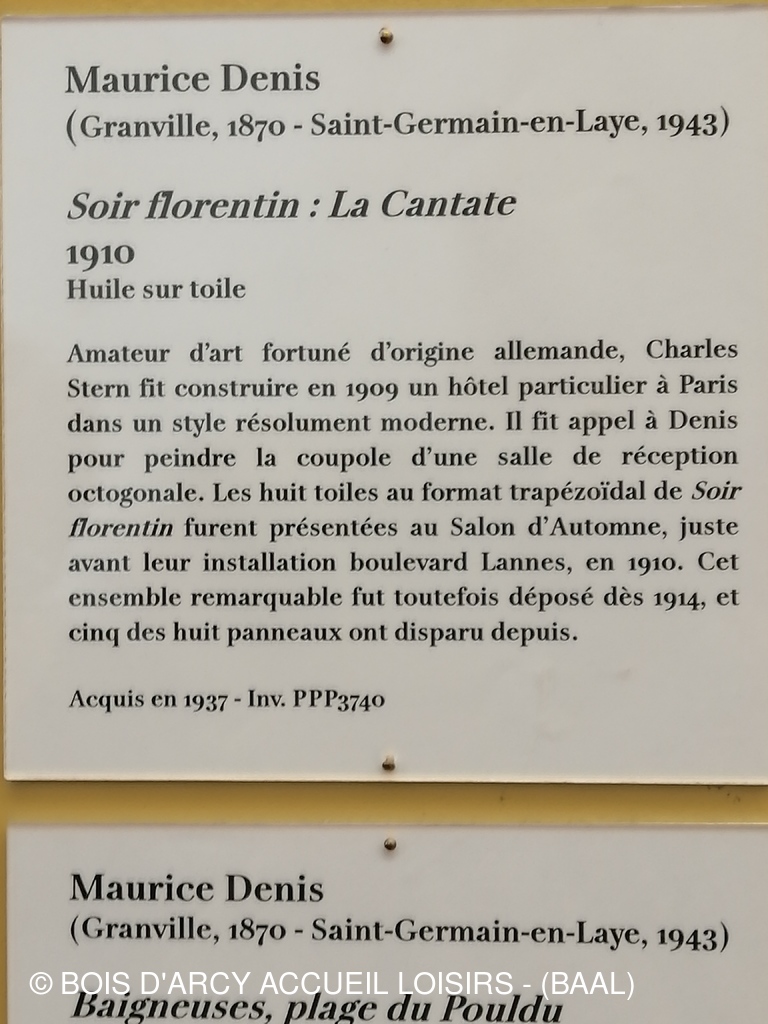 Maurice Denis
(Granville, 1870 - Saint-Germain-en-Laye, 1943)
Soir florentin : La Cantate
1910
Huile sur toile
Amateur d'art fortuné d'origine allemande, Charles
Stern fit construire en 1909 un hôtel particulier à Paris
dans un style résolument moderne. Il fit appel à Denis
pour peindre la coupole d'une salle de réception
octogonale. Les huit toiles au format trapézoïdal de Soir
florentin furent présentées au Salon d'Automne, juste
avant leur installation boulevard Lannes, en 1910. Cet
ensemble remarquable fut toutefois déposé dès 1914, et
cinq des huit panneaux ont disparu depuis.
Acquis en 1937 - Inv. PPP3740
Maurice Denis
(Granville, 1870 - Saint-Germain-en-Laye, 1943)
© BOIS D'ARCY ACCUEIL LOISIRS - (BAAL)
Baigneuses, plage du Pouldu